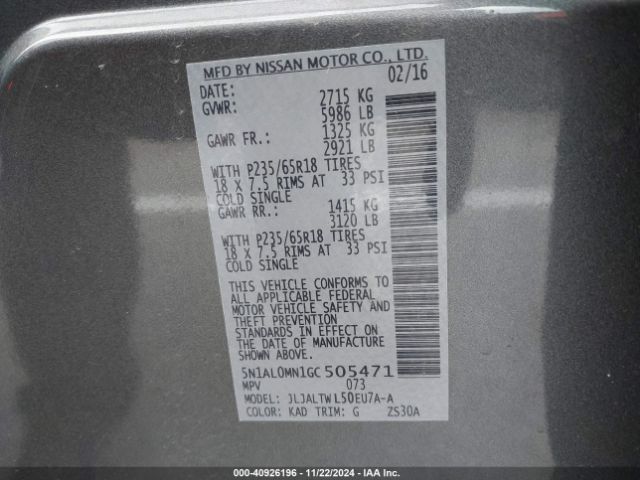 MFD BY NISSAN MOTOR CO., LTD.
DATE: 02/16
GVWR: 2715 KG
5986 LB
GAWR FR.: 1325 KG
2921 LB
WITH P235/65R18 TIRES
18 X 7.5 RIMS AT 33 PSI
COLD SINGLE
GAWR RR.: 1415 KG
3120 LB
WITH P235/65R18 TIRES
18 X 7.5 RIMS AT 33 PSI
COLD SINGLE
THIS VEHICLE CONFORMS TO
ALL APPLICABLE FEDERAL
MOTOR VEHICLE SAFETY AND
THEFT PREVENTION
STANDARDS IN EFFECT ON
THE DATE OF MANUFACTURE
SHOWN ABOVE.
5N1AL0MN1GC505471
MPV 073
MODEL: JLJALTWL50EU7A-A
COLOR: KAD TRIM: G ZS30A
000-40926196 - 11/22/2024 - IAA, Inc.